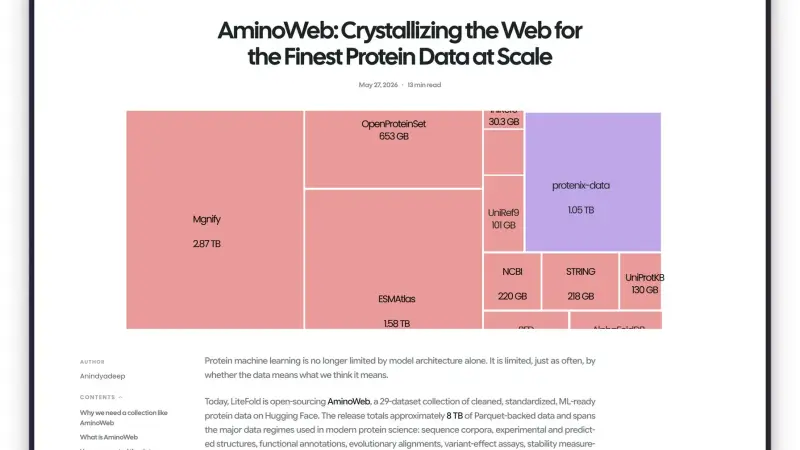 AminoWeb: Crystallizing the Web for
the Finest Protein Data at Scale
May 27, 2026 · 13 min read
OpenProteinSet
653 GB
30.3 GB
protenix-data
1.05 TB
Mgnify
2.87 TB
UniRef9
101 GB
NCBI
220 GB
STRING
218 GB
UniProtKB
130 GB
ESMAtlas
1.58 TB
AUTHOR
Anindyadeep
CONTENTS −
Why we need a collection like
AminoWeb
What is AminoWeb
Protein machine learning is no longer limited by model architecture alone. It is limited, just as often, by
whether the data means what we think it means.
Today, LiteFold is open-sourcing AminoWeb, a 29-dataset collection of cleaned, standardized, ML-ready
protein data on Hugging Face. The release totals approximately 8 TB of Parquet-backed data and spans
the major data regimes used in modern protein science: sequence corpora, experimental and predict-
ed structures, functional annotations, evolutionary alignments, variant-effect assays, stability measure-